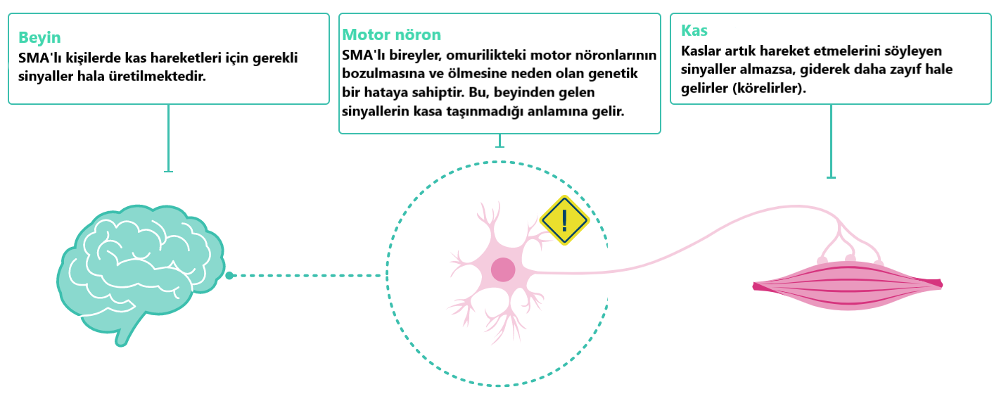 Beyin
SMA'lı kişilerde kas hareketleri için gerekli
sinyaller hala üretilmektedir.
Motor nöron
SMA'lı bireyler, omurilikteki motor nöronlarının
bozulmasına ve ölmesine neden olan genetik
bir hataya sahiptir. Bu, beyinden gelen
sinyallerin kasa taşınmadığı anlamına gelir.
Kas
Kaslar artık hareket etmelerini söyleyen
sinyaller almazsa, giderek daha zayıf hale
gelirler (körelirler).
!